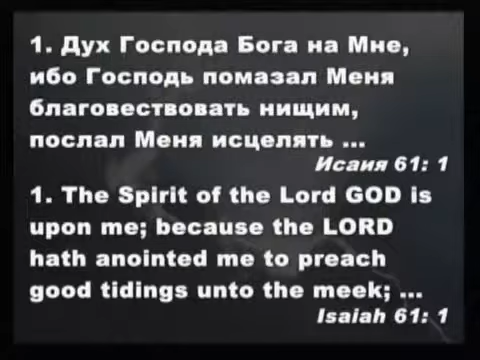 1. Дух Господа Бога на Мне,
ибо Господь помазал Меня
благовествовать нищим,
послал Меня исцелять ...
Исаия 61: 1
1. The Spirit of the Lord GOD is
upon me; because the LORD
hath anointed me to preach
good tidings unto the meek; ...
Isaiah 61: 1